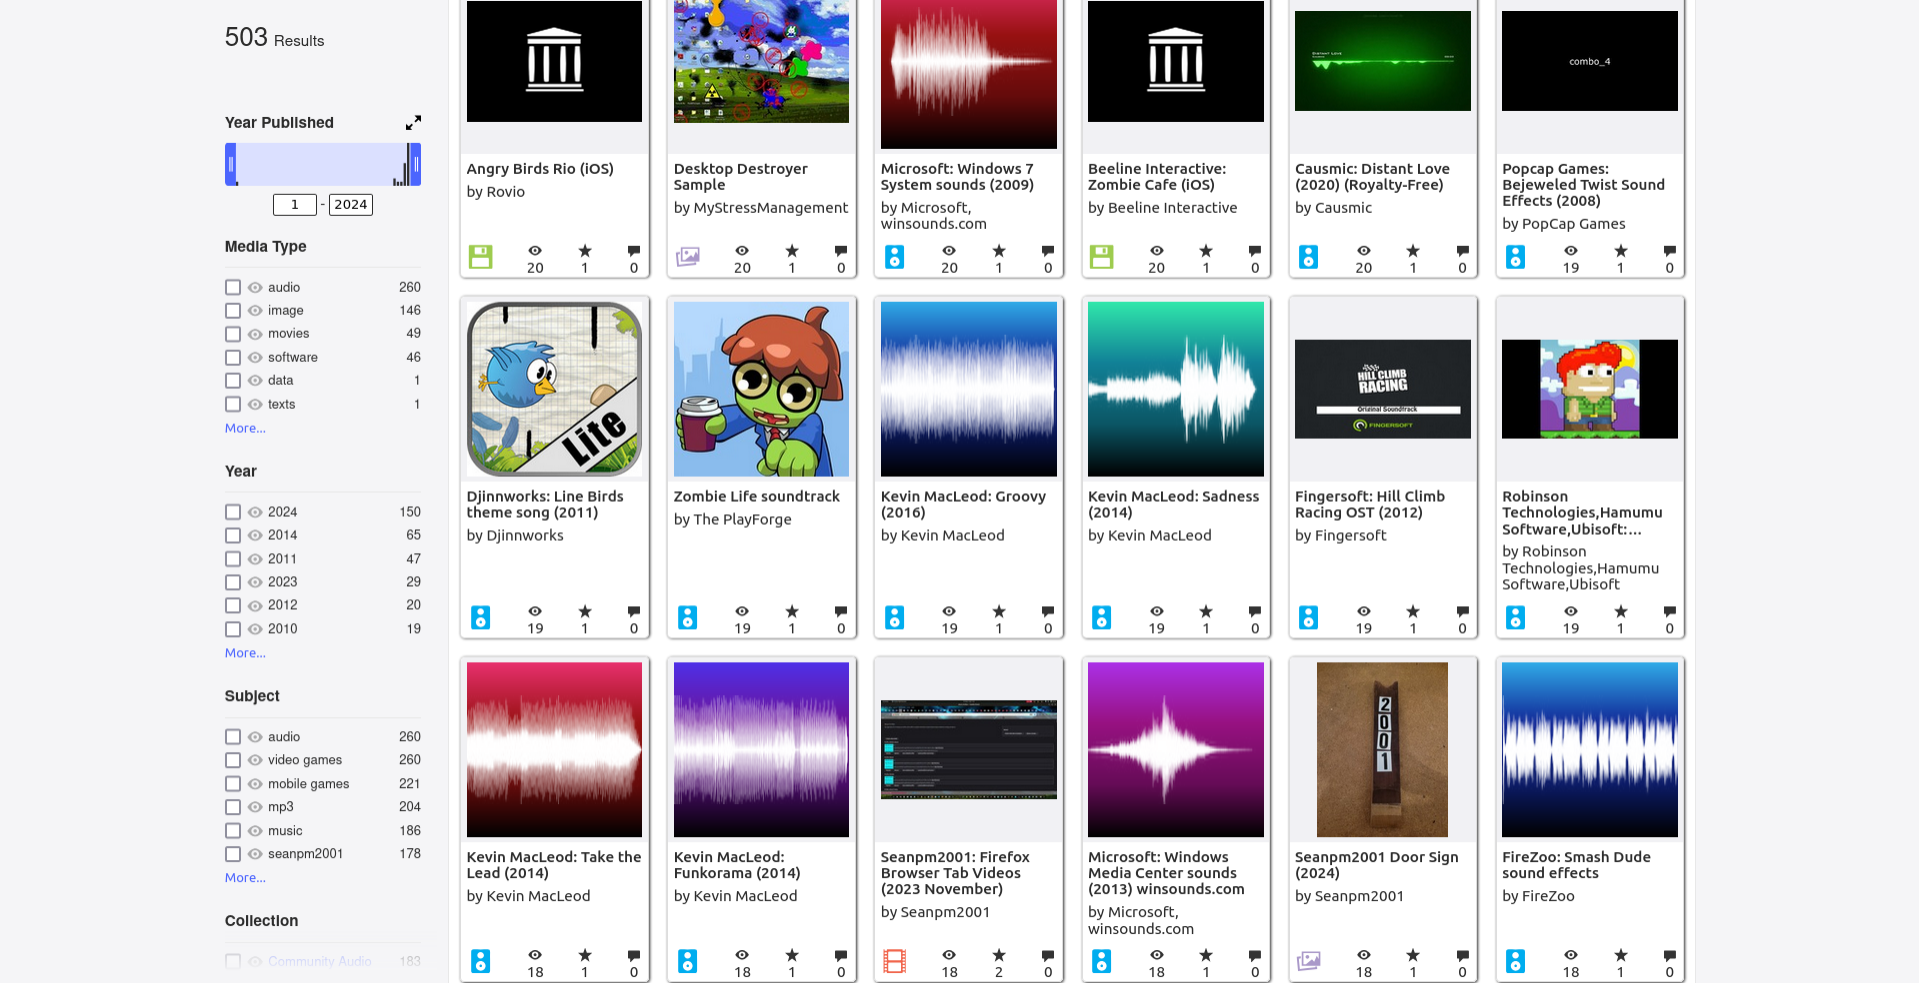 503 Results
Year Published
1 - 2024
Media Type
audio 260
image 146
movies 49
software 46
data 1
texts 1
More...
Year
2024 150
2014 65
2011 47
2023 29
2012 20
2010 19
More...
Subject
audio 260
video games 260
mobile games 221
mp3 204
music 186
seanpm2001 178
More...
Collection
Community Audio 183
Angry Birds Rio (iOS)
by Rovio
20 1 0
Desktop Destroyer
Sample
by MyStressManagement
20 1 0
Microsoft: Windows 7
System sounds (2009)
by Microsoft,
winsounds.com
20 1 0
Beeline Interactive:
Zombie Cafe (iOS)
by Beeline Interactive
20 1 0
DISTANT LOVE
Causmic: Distant Love
(2020) (Royalty-Free)
by Causmic
20 1 0
combo_4
Popcap Games:
Bejeweled Twist Sound
Effects (2008)
by PopCap Games
19 1 0
Lite
Djinnworks: Line Birds
theme song (2011)
by Djinnworks
19 1 0
Zombie Life soundtrack
by The PlayForge
19 1 0
Kevin MacLeod: Groovy
(2016)
by Kevin MacLeod
19 1 0
Kevin MacLeod: Sadness
(2014)
by Kevin MacLeod
19 1 0
HILL CLIMB
RACING
Original Soundtrack
FINGERSOFT
Fingersoft: Hill Climb
Racing OST (2012)
by Fingersoft
19 1 0
Robinson
Technologies,Hamumu
Software,Ubisoft:...
by Robinson
Technologies,Hamumu
Software,Ubisoft
19 1 0
Kevin MacLeod: Take the
Lead (2014)
by Kevin MacLeod
18 1 0
Kevin MacLeod:
Funkorama (2014)
by Kevin MacLeod
18 1 0
Seanpm2001: Firefox
Browser Tab Videos
(2023 November)
by Seanpm2001
18 2 0
Microsoft: Windows
Media Center sounds
(2013) winsounds.com
by Microsoft,
winsounds.com
18 1 0
2001
Seanpm2001 Door Sign
(2024)
by Seanpm2001
18 1 0
FireZoo: Smash Dude
sound effects
by FireZoo
18 1 0